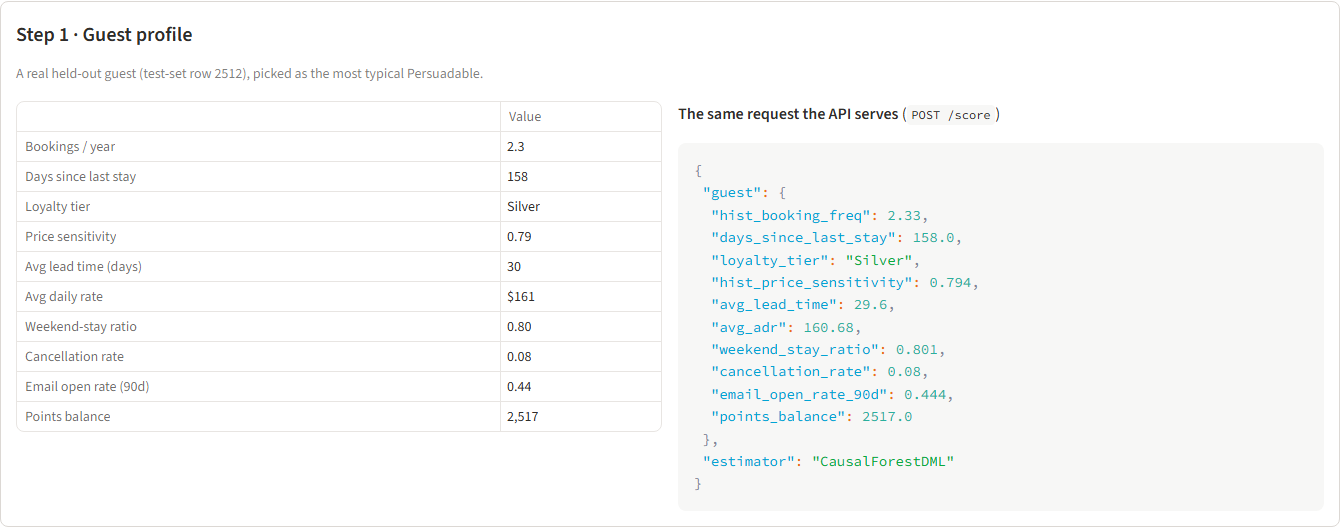 Step 1 · Guest profile
A real held-out guest (test-set row 2512), picked as the most typical Persuadable.
Value
Bookings / year 2.3
Days since last stay 158
Loyalty tier Silver
Price sensitivity 0.79
Avg lead time (days) 30
Avg daily rate $161
Weekend-stay ratio 0.80
Cancellation rate 0.08
Email open rate (90d) 0.44
Points balance 2,517
The same request the API serves ( POST /score )
{
"guest": {
"hist_booking_freq": 2.33,
"days_since_last_stay": 158.0,
"loyalty_tier": "Silver",
"hist_price_sensitivity": 0.794,
"avg_lead_time": 29.6,
"avg_adr": 160.68,
"weekend_stay_ratio": 0.801,
"cancellation_rate": 0.08,
"email_open_rate_90d": 0.444,
"points_balance": 2517.0
},
"estimator": "CausalForestDML"
}